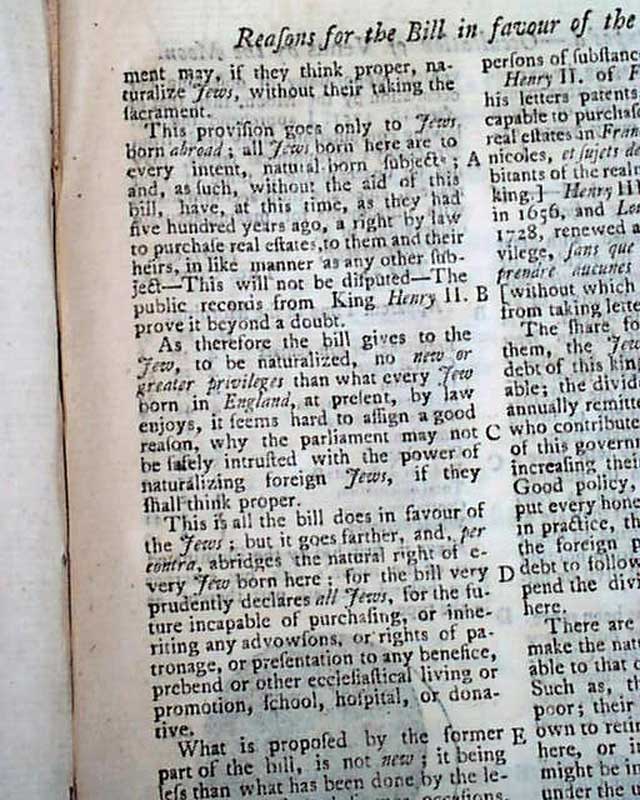 Reaſons for the Bill in favour of the
ment may, if they think proper, na-
turalize Jews, without their taking the
ſacrament.
This proviſion goes only to Jews
born abroad; all Jews born here are to
every intent, natural born ſubjects; A
and, as ſuch, without the aid of this
bill, have, at this time, as they had
five hundred years ago, a right by law
to purchaſe real eſtates, to them and their
heirs, in like manner as any other ſub-
ject—This will not be diſputed—The
public records from King Henry II. B
prove it beyond a doubt.
As therefore the bill gives to the
Jew, to be naturalized, no new or
greater privileges than what every Jew
born in England, at preſent, by law
enjoys, it ſeems hard to aſſign a good
reaſon, why the parliament may not C
be ſafely intruſted with the power of
naturalizing foreign Jews, if they
ſhall think proper.
This is all the bill does in favour of
the Jews; but it goes farther, and, per
contra, abridges the natural right of e-
very Jew born here; for the bill very D
prudently declares all Jews, for the fu-
ture incapable of purchaſing, or inhe-
riting any advowſons, or rights of pa-
tronage, or preſentation to any benefice,
prebend or other eccleſiaſtical living or
promotion, ſchool, hoſpital, or dona-
tive.
What is propoſed by the former E
part of the bill, is not new; it being
leſs than what has been done by the le-
occaſions,
perſons of ſubſtance
Henry II. of F
his letters patents
capable to purchaſe
real eſtates in Fran
nicoles, et ſujets de
bitants of the realm
king.] Henry III
in 1656, and Le
1728, renewed a
vilege, ſans que
prendre aucunes
[without which
from taking lette
The ſhare fo
them, the Jew
debt of this king
able; the divid
annually remitte
who contribute
of this govern
increaſing their
Good policy,
put every hone
in practice, th
the foreign p
debt to follow
pend the divi
here.
There are
make the nat
able to that c
Such as, th
poor; their
own to retir
here, or i
might be in
under the